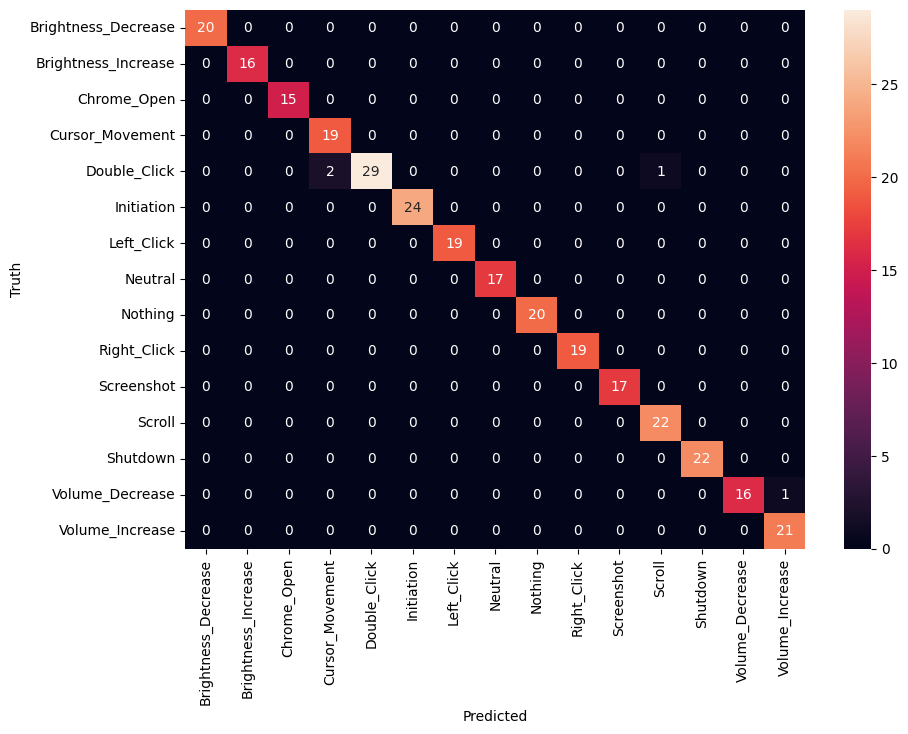 Truth
Brightness_Decrease 20 0 0 0 0 0 0 0 0 0 0 0 0 0 0
Brightness_Increase 0 16 0 0 0 0 0 0 0 0 0 0 0 0 0
Chrome_Open 0 0 15 0 0 0 0 0 0 0 0 0 0 0 0
Cursor_Movement 0 0 0 19 0 0 0 0 0 0 0 0 0 0 0
Double_Click 0 0 0 2 29 0 0 0 0 0 0 1 0 0 0
Initiation 0 0 0 0 0 24 0 0 0 0 0 0 0 0 0
Left_Click 0 0 0 0 0 0 19 0 0 0 0 0 0 0 0
Neutral 0 0 0 0 0 0 0 17 0 0 0 0 0 0 0
Nothing 0 0 0 0 0 0 0 0 20 0 0 0 0 0 0
Right_Click 0 0 0 0 0 0 0 0 0 19 0 0 0 0 0
Screenshot 0 0 0 0 0 0 0 0 0 0 17 0 0 0 0
Scroll 0 0 0 0 0 0 0 0 0 0 0 22 0 0 0
Shutdown 0 0 0 0 0 0 0 0 0 0 0 0 22 0 0
Volume_Decrease 0 0 0 0 0 0 0 0 0 0 0 0 0 16 1
Volume_Increase 0 0 0 0 0 0 0 0 0 0 0 0 0 0 21
Brightness_Decrease
Brightness_Increase
Chrome_Open
Cursor_Movement
Double_Click
Initiation
Left_Click
Neutral
Nothing
Right_Click
Screenshot
Scroll
Shutdown
Volume_Decrease
Volume_Increase
Predicted
25
20
15
10
5
0